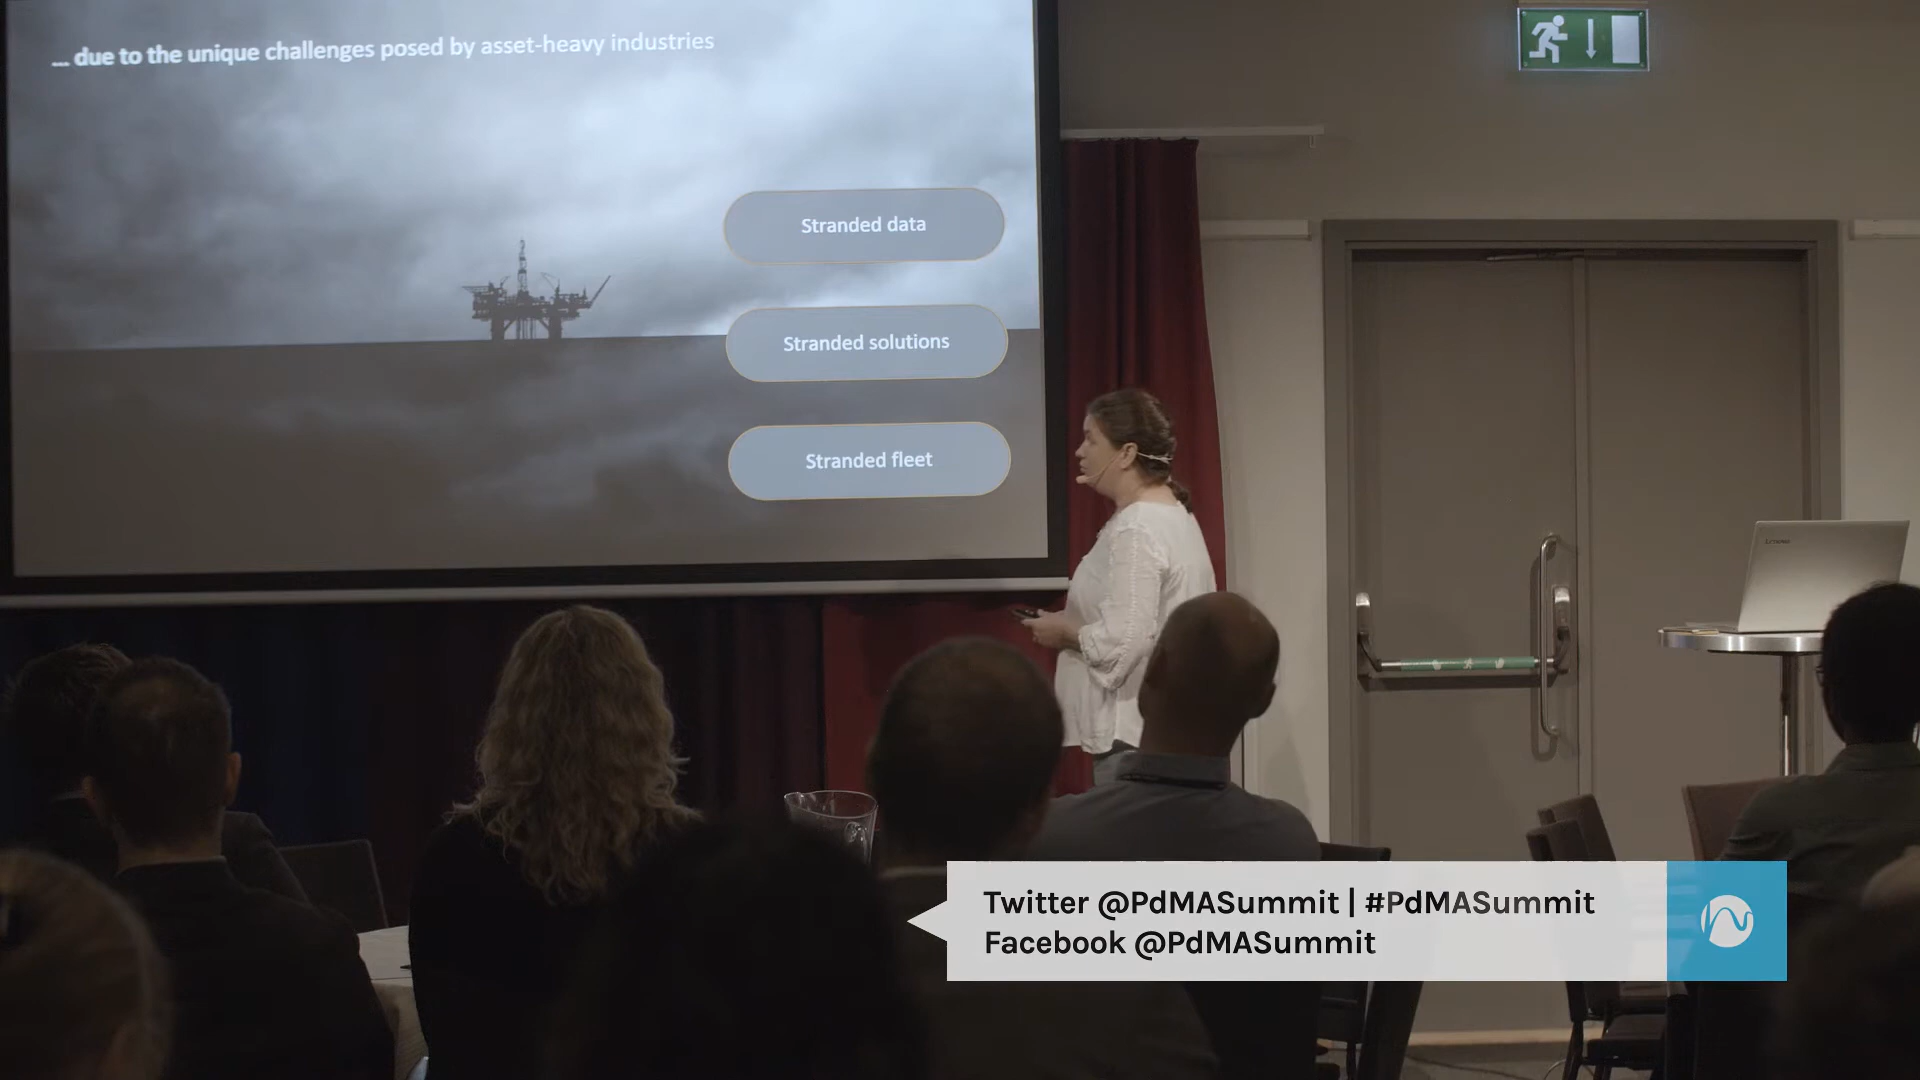 ... due to the unique challenges posed by asset-heavy industries
Stranded data
Stranded solutions
Stranded fleet
Lenovo
Twitter @PdMASummit | #PdMASummit
Facebook @PdMASummit